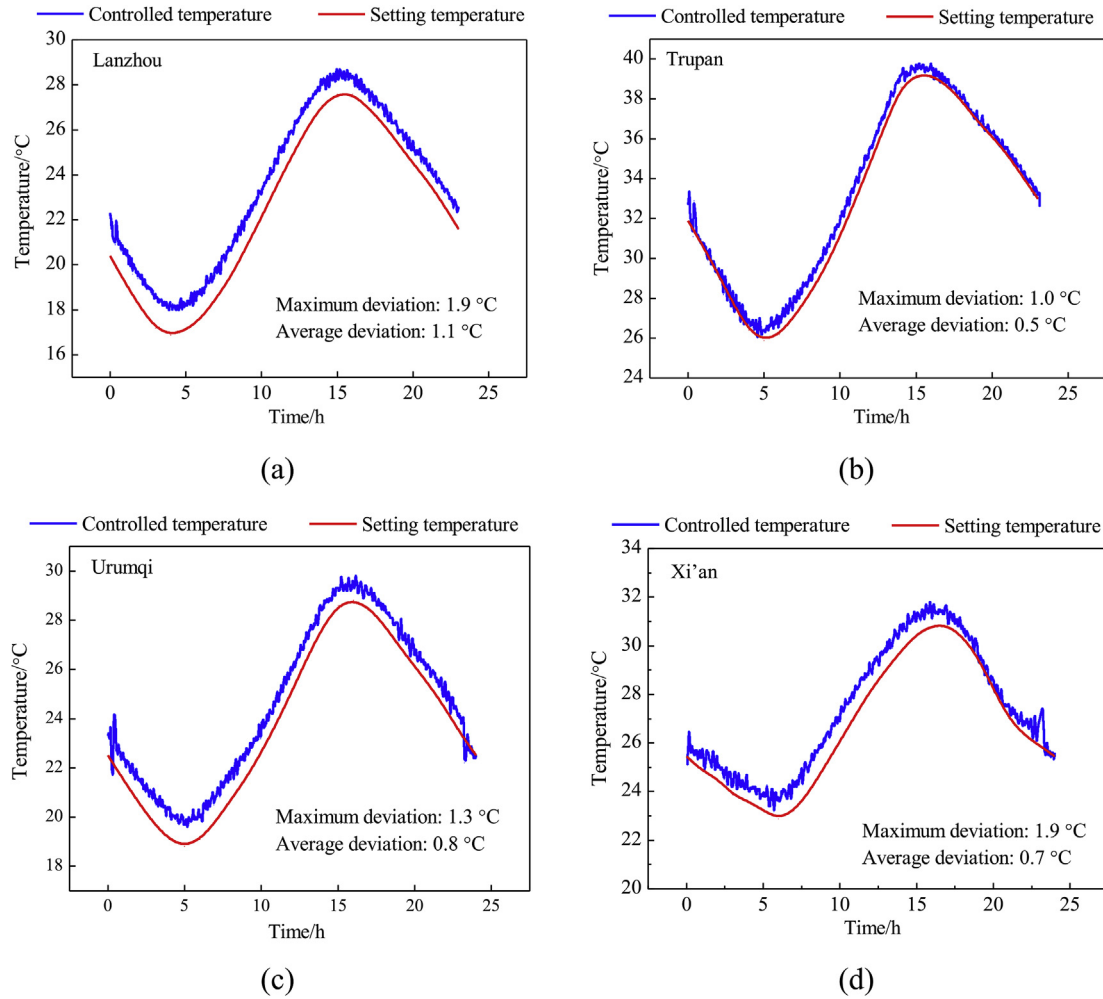 Controlled temperature Setting temperature
Lanzhou
30
28
26
24
22
20
18
16
Temperature/°C
Maximum deviation: 1.9 °C
Average deviation: 1.1 °C
0 5 10 15 20 25
Time/h
(a)
Controlled temperature Setting temperature
Trupan
40
38
36
34
32
30
28
26
24
Temperature/°C
Maximum deviation: 1.0 °C
Average deviation: 0.5 °C
0 5 10 15 20 25
Time/h
(b)
Controlled temperature Setting temperature
Urumqi
30
28
26
24
22
20
18
Temperature/°C
Maximum deviation: 1.3 °C
Average deviation: 0.8 °C
0 5 10 15 20 25
Time/h
(c)
Controlled temperature Setting temperature
Xi'an
34
32
30
28
26
24
22
20
Temperature/°C
Maximum deviation: 1.9 °C
Average deviation: 0.7 °C
0 5 10 15 20 25
Time/h
(d)